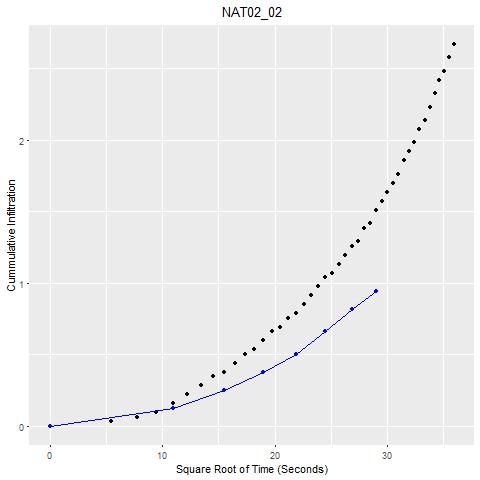 NAT02_02
Cummulative Infiltration
2
1
0
0
10
20
30
Square Root of Time (Seconds)